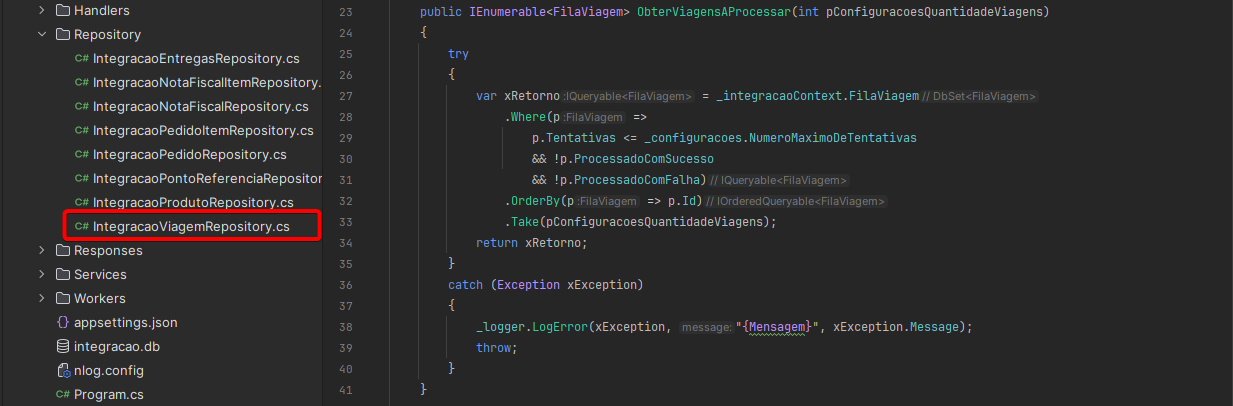 Handlers
Repository
C# IntegracaoEntregasRepository.cs
C# IntegracaoNotaFiscalItemRepository.
C# IntegracaoNotaFiscalRepository.cs
C# IntegracaoPedidoItemRepository.cs
C# IntegracaoPedidoRepository.cs
C# IntegracaoPontoReferenciaRepositor
C# IntegracaoProdutoRepository.cs
C# IntegracaoViagemRepository.cs
Responses
Services
Workers
{} appsettings.json
integracao.db
nlog.config
C# Program.cs
23 public IEnumerable<FilaViagem> ObterViagensAProcessar(int pConfiguracoesQuantidadeViagens)
24 {
25 try
26 {
27 var xRetorno :IQueryable<FilaViagem> = _integracaoContext.FilaViagem // DbSet<FilaViagem>
28 .Where(p :FilaViagem =>
29 p.Tentativas <= _configuracoes.NumeroMaximoDeTentativas
30 && !p.ProcessadoComSucesso
31 && !p.ProcessadoComFalha) // IQueryable<FilaViagem>
32 .OrderBy(p :FilaViagem => p.Id) // IOrderedQueryable<FilaViagem>
33 .Take(pConfiguracoesQuantidadeViagens);
34 return xRetorno;
35 }
36 catch (Exception xException)
37 {
38 _logger.LogError(xException, message: "{Mensagem}", xException.Message);
39 throw;
40 }
41 }